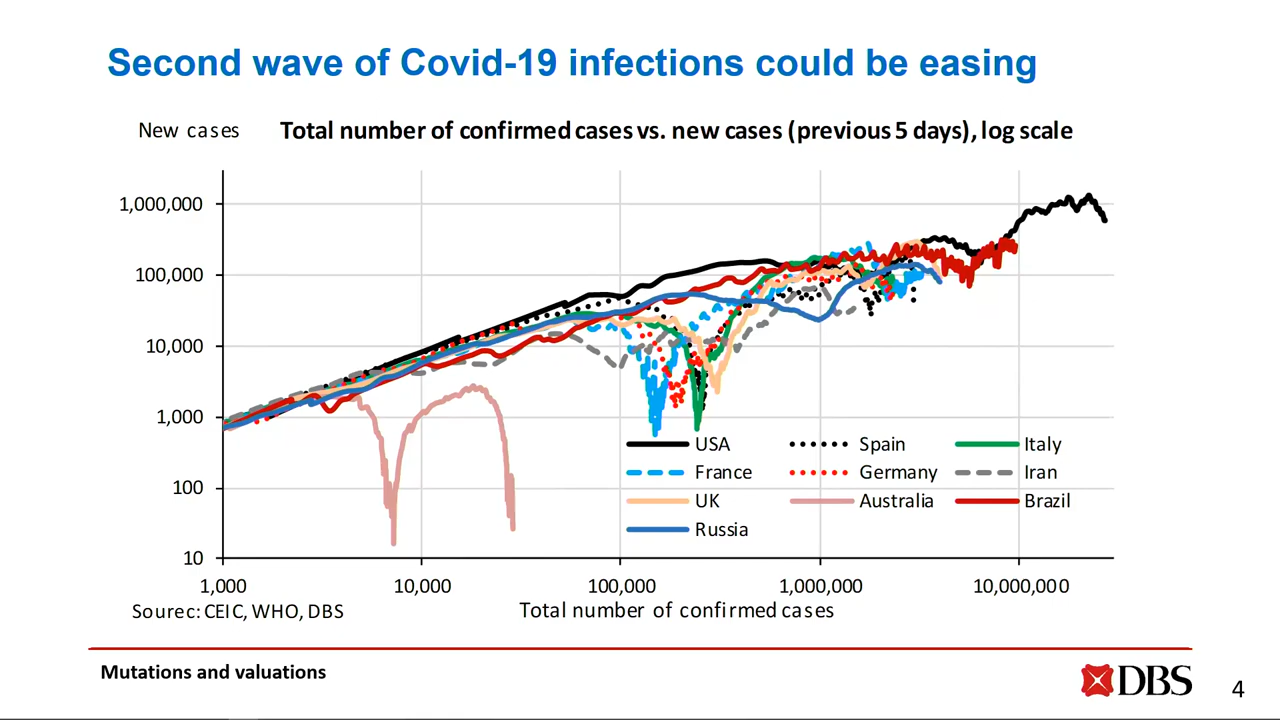 Second wave of Covid-19 infections could be easing
New cases
Total number of confirmed cases vs. new cases (previous 5 days), log scale
1,000,000
100,000
10,000
1,000
100
10
USA
Spain
Italy
France
Germany
Iran
UK
Australia
Brazil
Russia
1,000 10,000 100,000 1,000,000 10,000,000
Sourec: CEIC, WHO, DBS
Total number of confirmed cases
Mutations and valuations
DBS
4